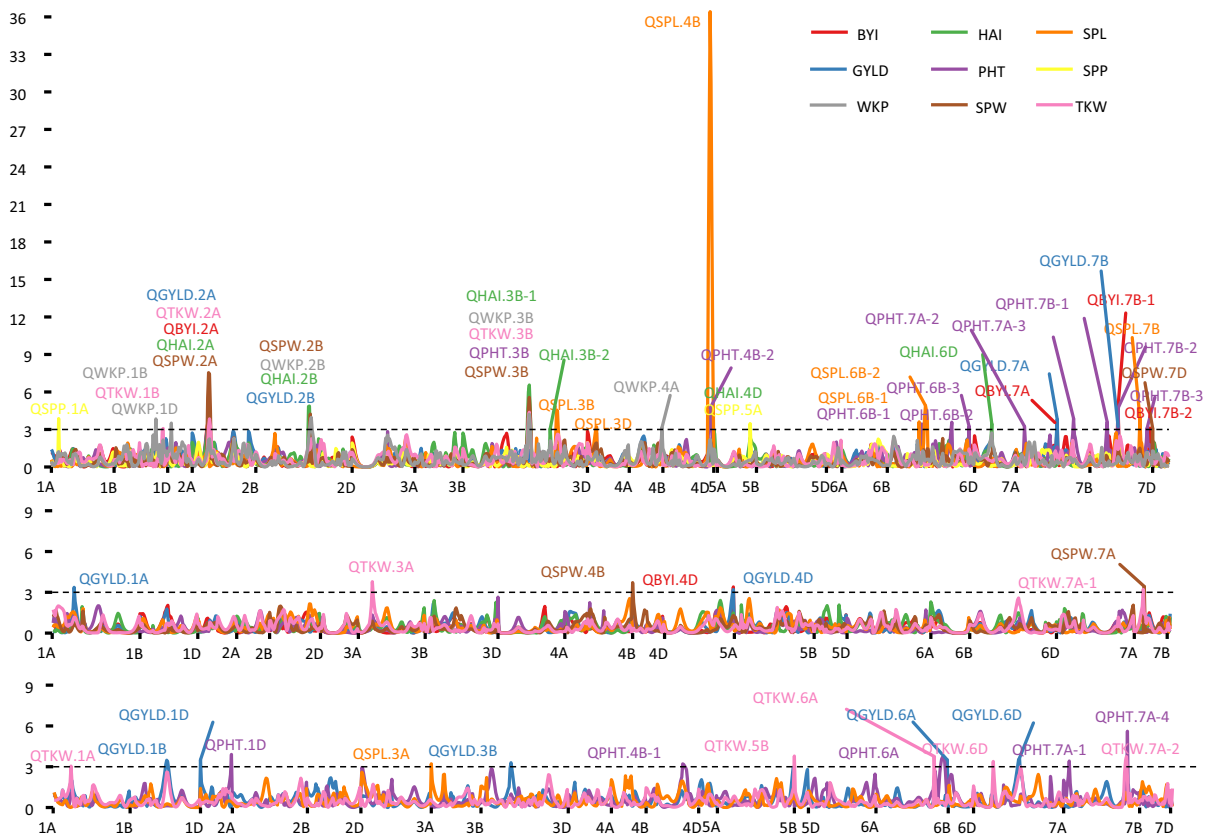 36
33
30
27
24
21
18
15
12
9
6
3
0
QSPL.4B
BYI
HAI
SPL
GYLD
PHT
SPP
WKP
SPW
TKW
QGYLD.7B
QGYLD.2A
QTKW.2A
QBYI.2A
QHAI.2A
QSPW.2A
QWKP.1B
QTKW.1B
QWKP.1D
QSPP.1A
QSPW.2B
QWKP.2B
QHAI.2B
QGYLD.2B
QHAI.3B-1
QWKP.3B
QTKW.3B
QPHT.3B
QSPW.3B
QHAI.3B-2
QSPL.3B
QSPL.3D
QWKP.4A
QPHT.4B-2
QHAI.4D
QSPP.5A
QSPL.6B-2
QSPL.6B-1
QPHT.6B-1
QPHT.7A-2
QHAI.6D
QPHT.6B-3
QPHT.6B-2
QPHT.7A-3
QGYLD.7A
QBYI.7A
QPHT.7B-1
QBYI.7B-1
QSPL.7B
QPHT.7B-2
QSPW.7D
QPHT.7B-3
QBYI.7B-2
1A 1B 1D 2A 2B 2D 3A 3B 3D 4A 4B 4D 5A 5B 5D 6A 6B 6D 7A 7B 7D
9
6
3
0
QGYLD.1A
QTKW.3A
QSPW.4B
QBYI.4D
QGYLD.4D
QSPW.7A
QTKW.7A-1
1A 1B 1D 2A 2B 2D 3A 3B 3D 4A 4B 4D 5A 5B 5D 6A 6B 6D 7A 7B
9
6
3
0
QTKW.1A
QGYLD.1B
QGYLD.1D
QPHT.1D
QSPL.3A
QGYLD.3B
QPHT.4B-1
QTKW.5B
QTKW.6A
QPHT.6A
QGYLD.6A
QTKW.6D
QGYLD.6D
QPHT.7A-1
QPHT.7A-4
QTKW.7A-2
1A 1B 1D 2A 2B 2D 3A 3B 3D 4A 4B 4D 5A 5B 5D 6A 6B 6D 7A 7B 7D